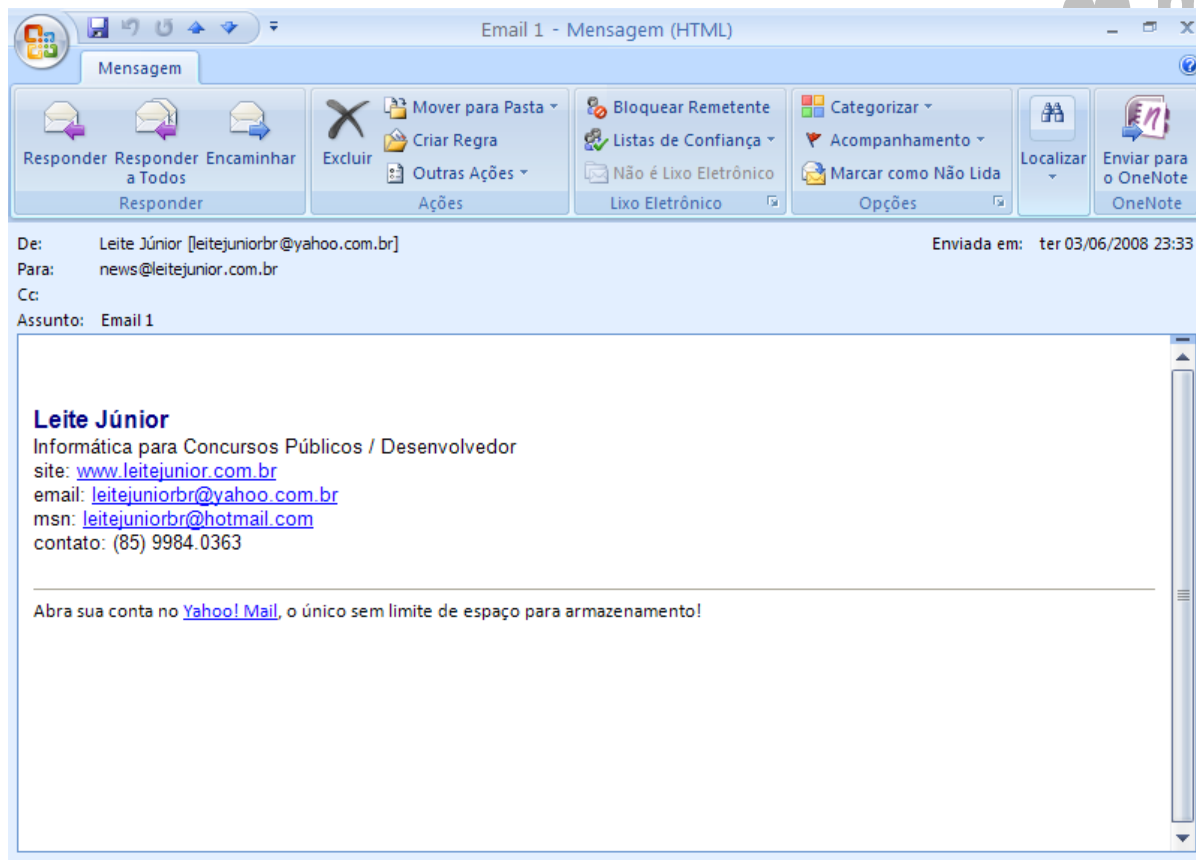 Email 1 - Mensagem (HTML)
Mensagem
Responder
Responder a Todos
Encaminhar
Responder
Excluir
Mover para Pasta
Criar Regra
Outras Ações
Ações
Bloquear Remetente
Listas de Confiança
Não é Lixo Eletrônico
Lixo Eletrônico
Categorizar
Acompanhamento
Marcar como Não Lida
Opções
Localizar
Enviar para
o OneNote
OneNote
De: Leite Júnior [leitejuniorbr@yahoo.com.br] Enviada em: ter 03/06/2008 23:33
Para: news@leitejunior.com.br
Cc:
Assunto: Email 1
Leite Júnior
Informática para Concursos Públicos / Desenvolvedor
site: www.leitejunior.com.br
email: leitejuniorbr@yahoo.com.br
msn: leitejuniorbr@hotmail.com
contato: (85) 9984.0363
Abra sua conta no Yahoo! Mail, o único sem limite de espaço para armazenamento!